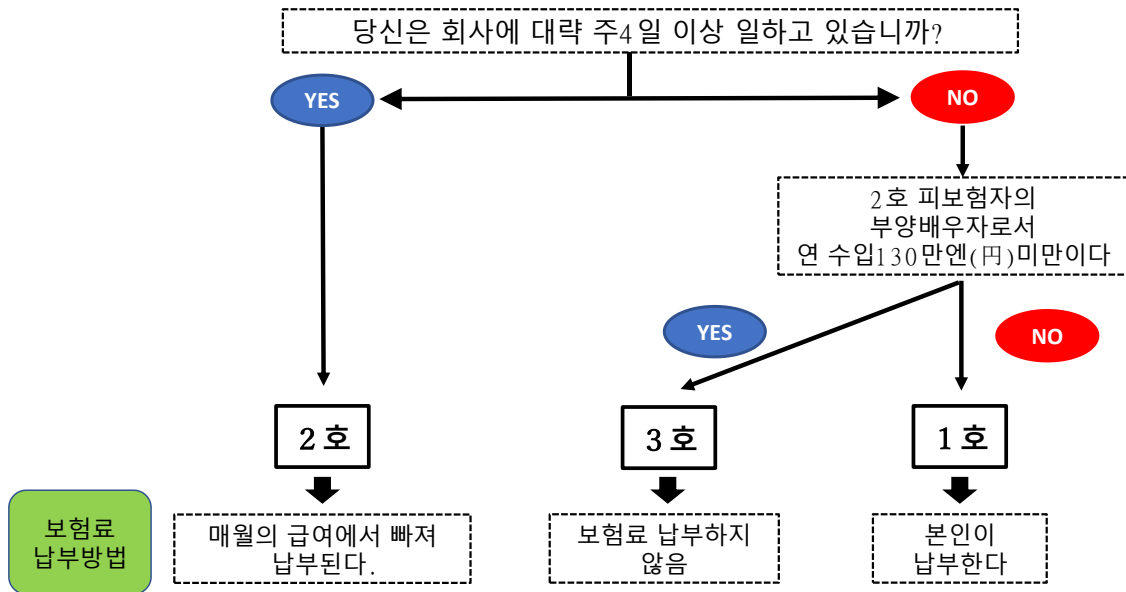 당신은 회사에 대략 주4일 이상 일하고 있습니까?
YES
NO
2호 피보험자의
부양배우자로서
연 수입130만엔(円)미만이다
YES
NO
2호
3호
1호
보험료
납부방법
매월의 급여에서 빠져
납부된다.
보험료 납부하지
않음
본인이
납부한다